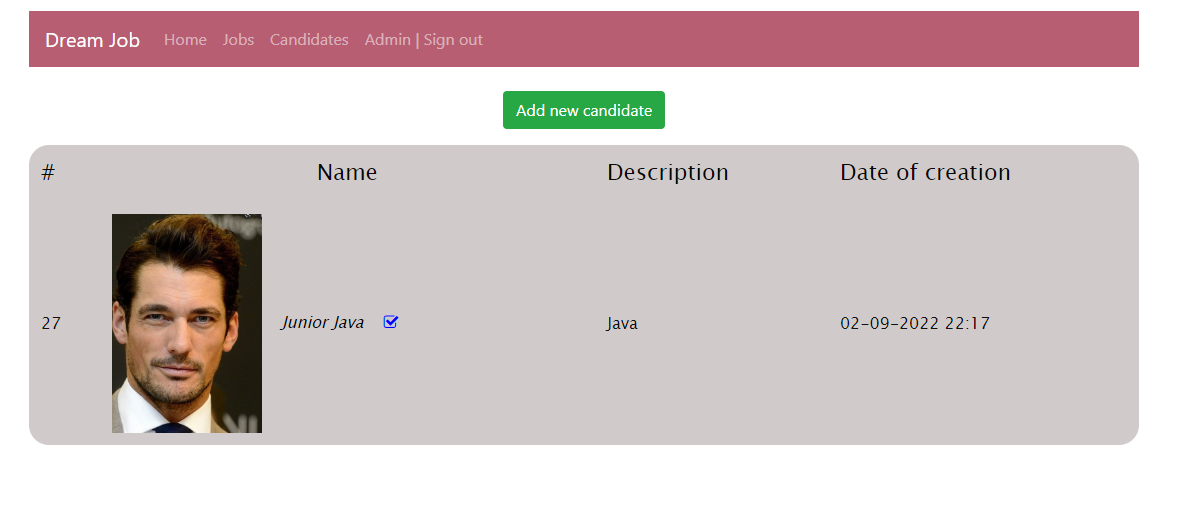 Dream Job Home Jobs Candidates Admin | Sign out
Add new candidate
# Name Description Date of creation
27 Junior Java Java 02-09-2022 22:17